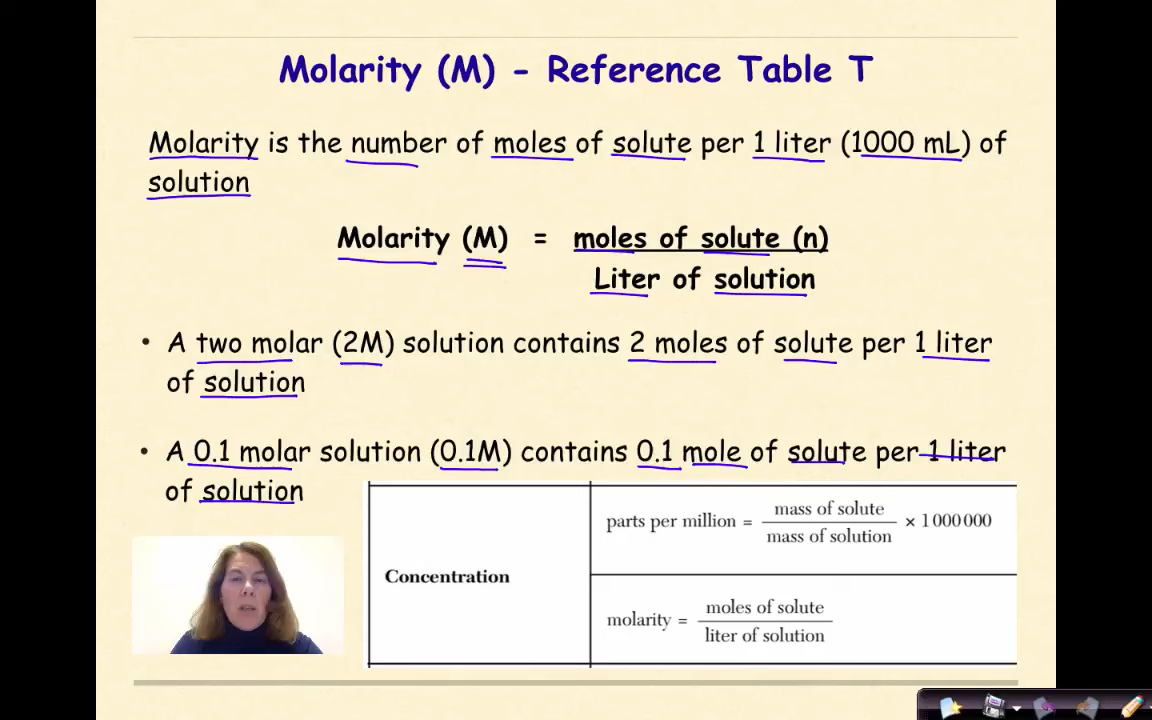 Molarity (M) - Reference Table T
Molarity is the number of moles of solute per 1 liter (1000 mL) of
solution
Molarity (M) = moles of solute (n)
Liter of solution
• A two molar (2M) solution contains 2 moles of solute per 1 liter
of solution
• A 0.1 molar solution (0.1M) contains 0.1 mole of solute per 1 liter
of solution
Concentration
parts per million = mass of solute
mass of solution × 1 000 000
molarity = moles of solute
liter of solution